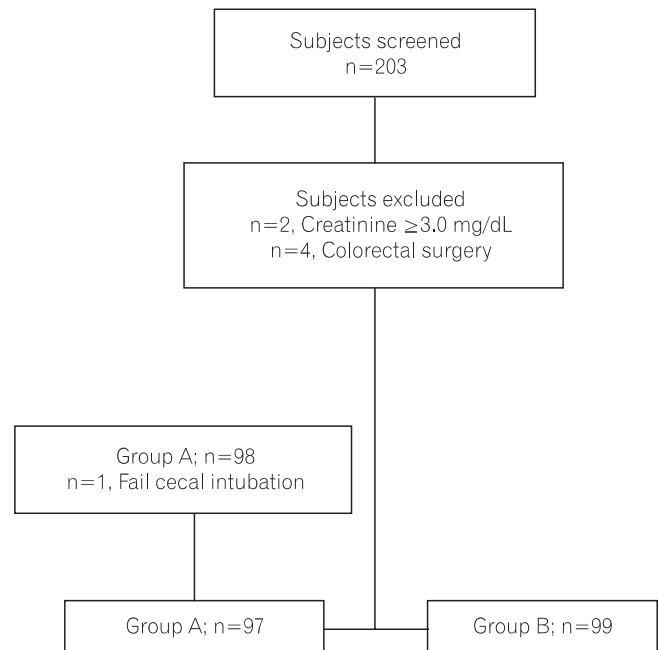 Subjects screened
n=203
Subjects excluded
n=2, Creatinine ≥3.0 mg/dL
n=4, Colorectal surgery
Group A; n=98
n=1, Fail cecal intubation
Group A; n=97
Group B; n=99